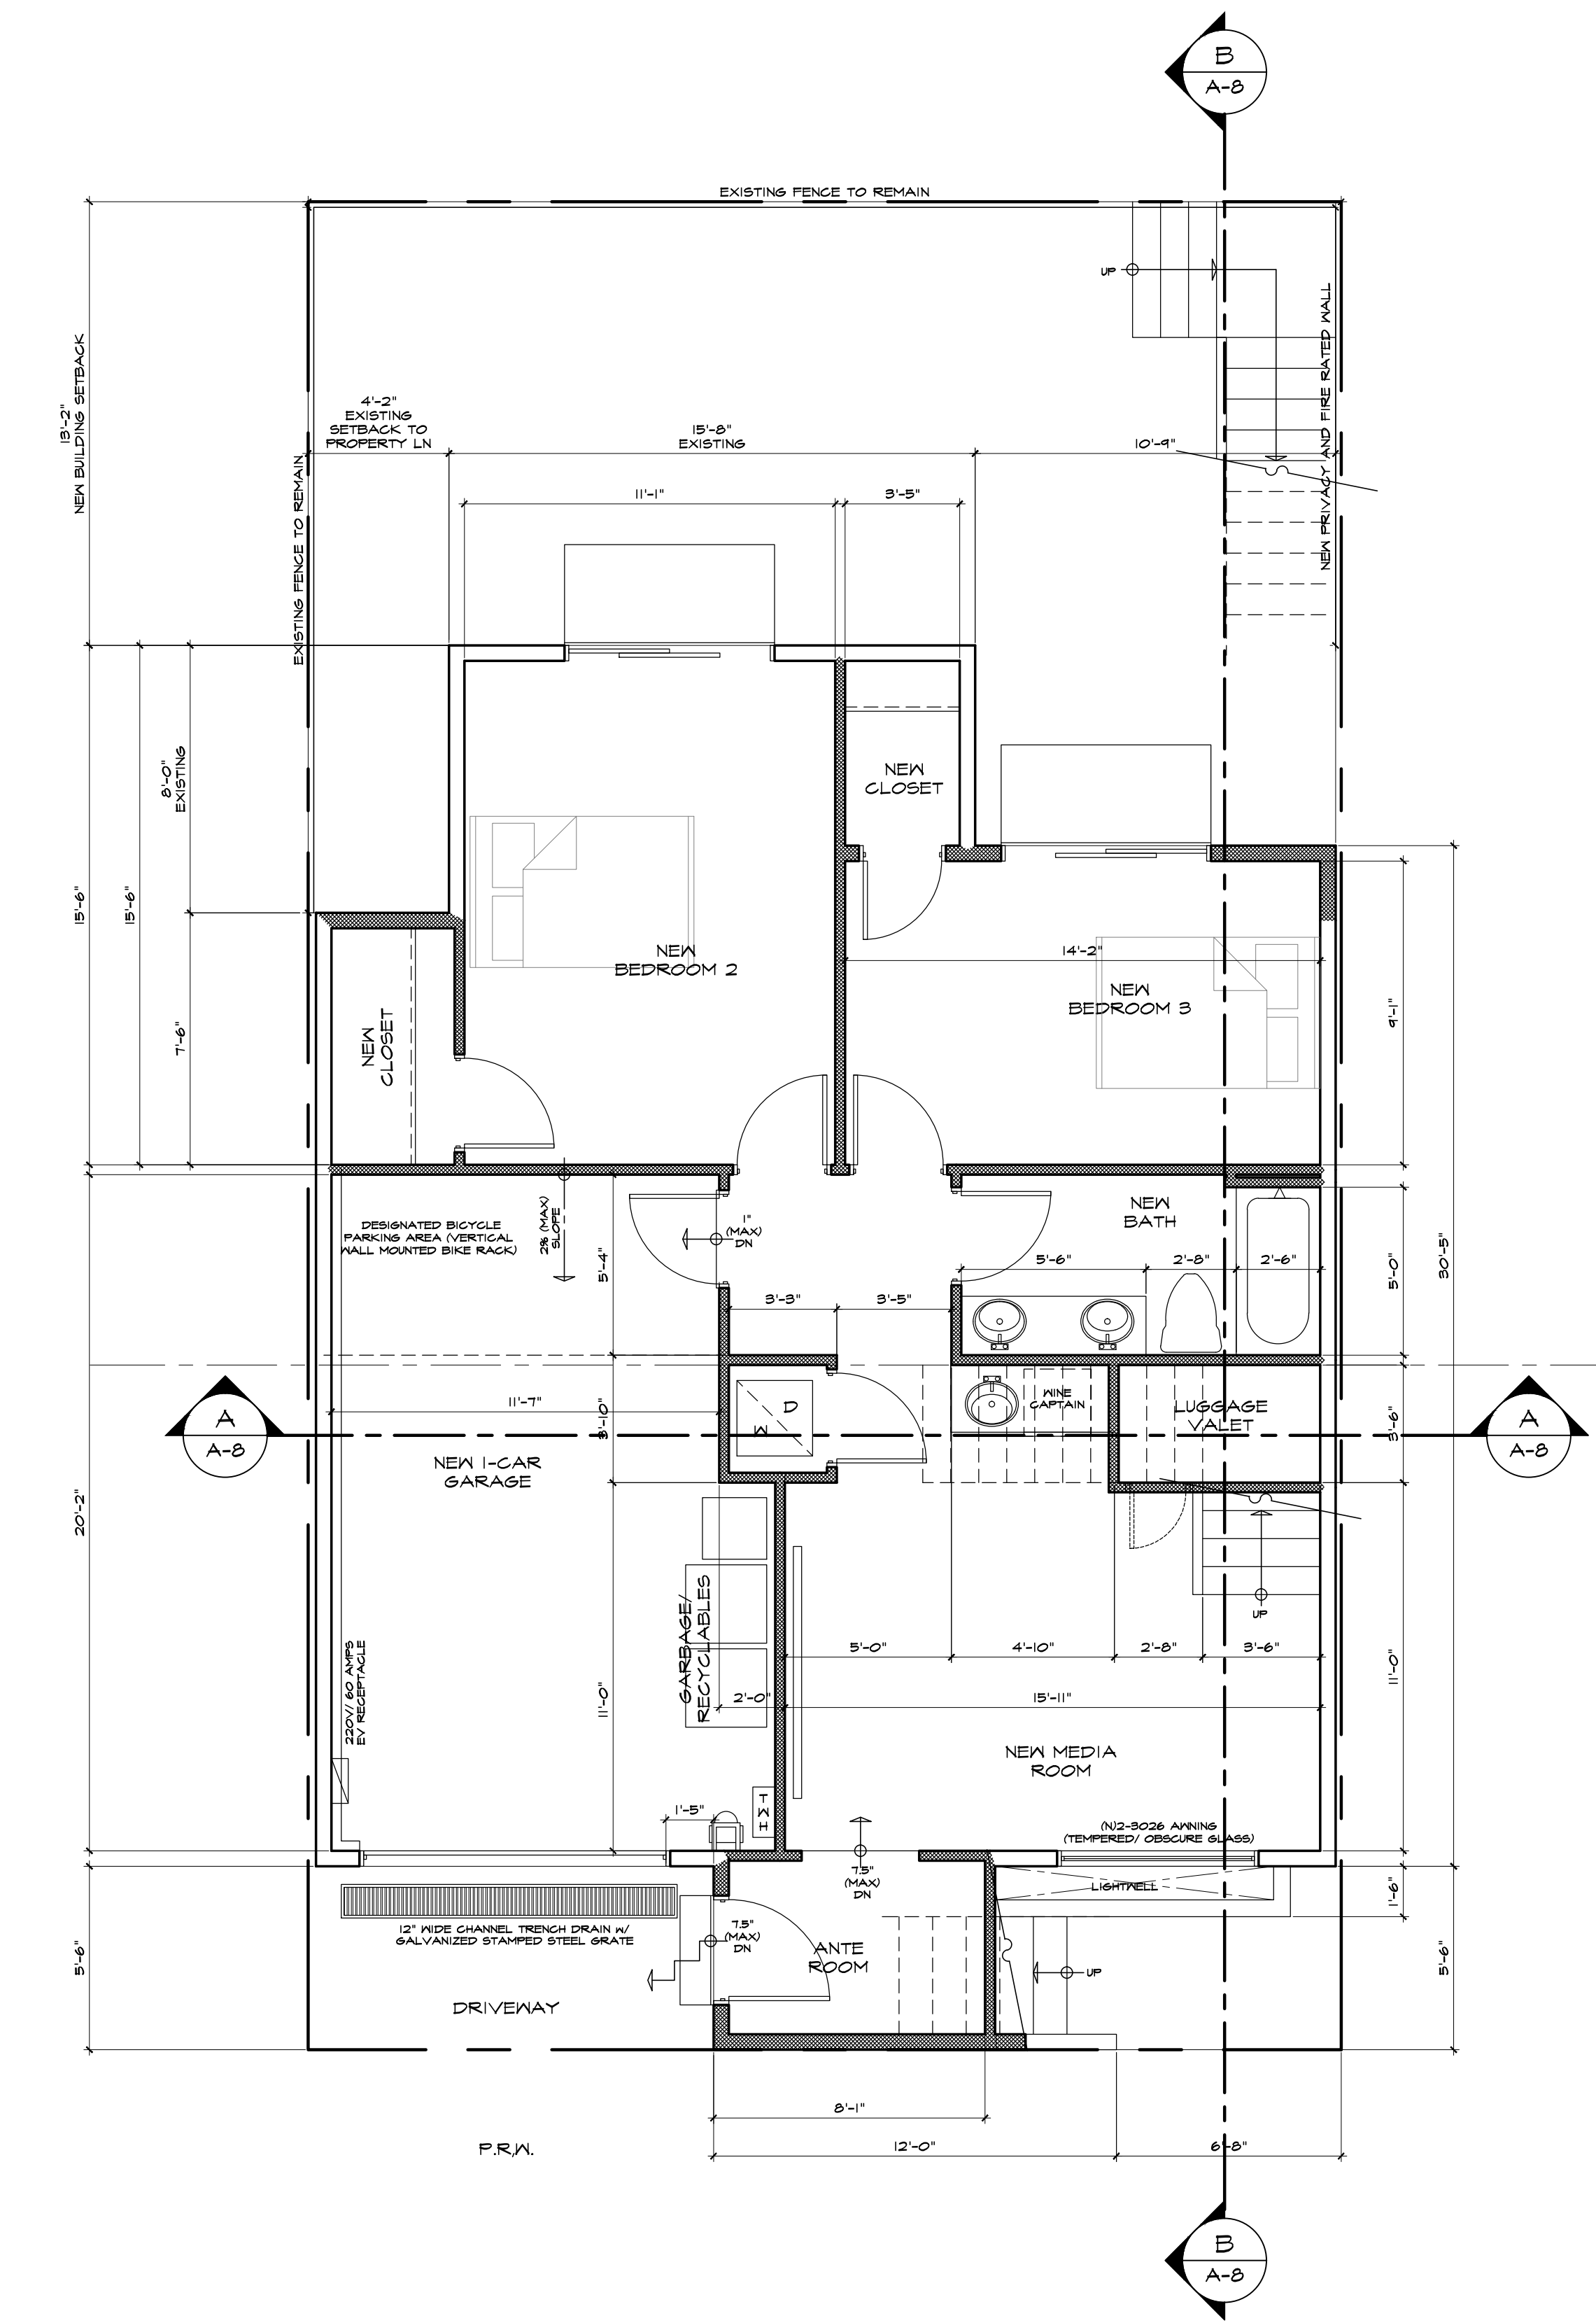 B
A-8
EXISTING FENCE TO REMAIN
UP
NEW PRIVACY AND FIRE RATED WALL
13'-2"
NEW BUILDING SETBACK
4'-2"
EXISTING
SETBACK TO
PROPERTY LN
15'-8"
EXISTING
10'-9"
EXISTING FENCE TO REMAIN
11'-1"
3'-5"
8'-0"
EXISTING
NEW
CLOSET
15'-6"
15'-6"
NEW
BEDROOM 2
14'-2"
NEW
BEDROOM 3
9'-1"
7'-6"
NEW
CLOSET
DESIGNATED BICYCLE
PARKING AREA (VERTICAL
WALL MOUNTED BIKE RACK)
2% (MAX)
SLOPE
5'-4"
1"
(MAX)
DN
NEW
BATH
5'-6"
2'-8"
2'-6"
5'-0"
30'-5"
3'-3"
3'-5"
A
A-8
11'-7"
3'-10"
D
W
WINE
CAPTAIN
LUGGAGE
VALET
3'-6"
A
A-8
NEW 1-CAR
GARAGE
20'-2"
GARBAGE/
RECYCLABLES
UP
5'-0"
4'-10"
2'-8"
3'-6"
220V/ 60 AMPS
EV RECEPTACLE
11'-0"
2'-0"
15'-11"
11'-0"
NEW MEDIA
ROOM
1'-5"
T
W
H
(N)2-3026 AWNING
(TEMPERED/ OBSCURE GLASS)
7.5"
(MAX)
DN
LIGHTWELL
1'-6"
12" WIDE CHANNEL TRENCH DRAIN W/
GALVANIZED STAMPED STEEL GRATE
7.5"
(MAX)
DN
ANTE
ROOM
UP
5'-6"
5'-6"
DRIVEWAY
8'-1"
P.R.W.
12'-0"
6'-8"
B
A-8